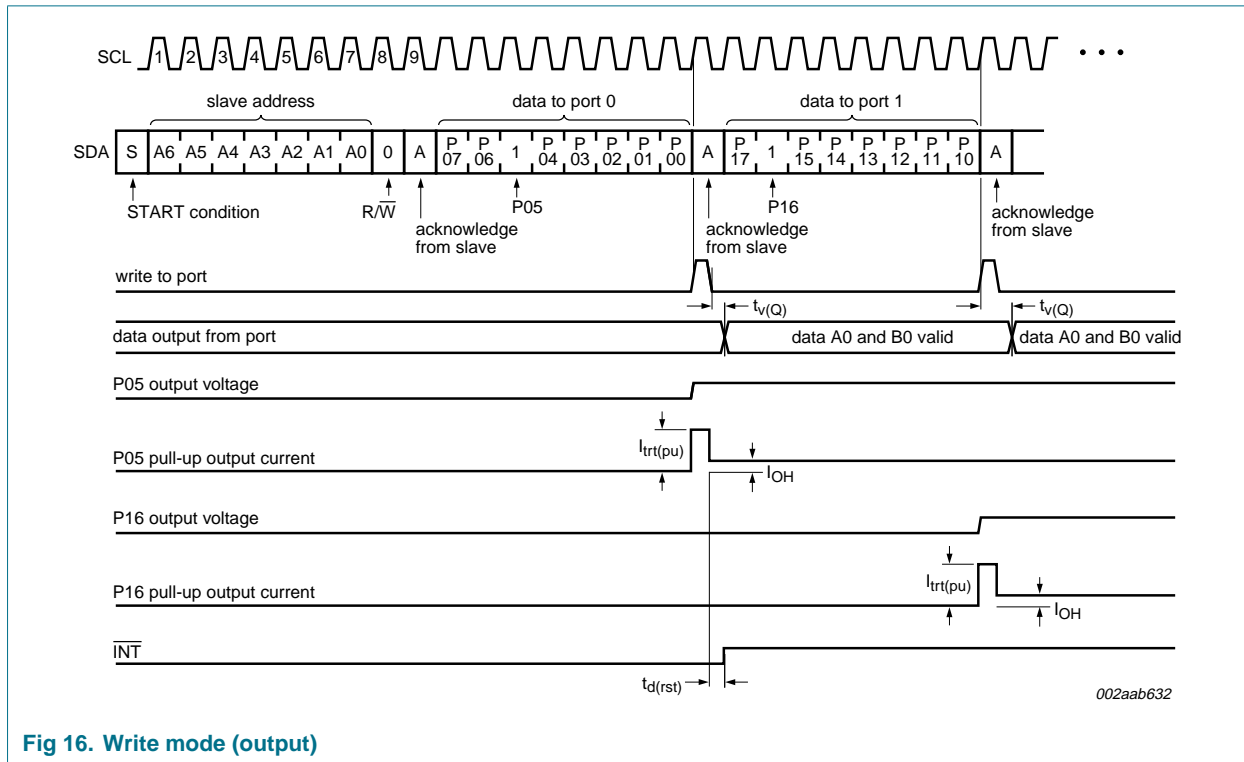 SCL 1 2 3 4 5 6 7 8 9 • • •
slave address data to port 0 data to port 1
SDA S A6 A5 A4 A3 A2 A1 A0 0 A P07 P06 1 P04 P03 P02 P01 P00 A P17 1 P15 P14 P13 P12 P11 P10 A
START condition R/W̅ acknowledge from slave P05 acknowledge from slave P16 acknowledge from slave
write to port
tv(Q) tv(Q)
data output from port data A0 and B0 valid data A0 and B0 valid
P05 output voltage
Itrt(pu)
P05 pull-up output current
IOH
P16 output voltage
Itrt(pu)
P16 pull-up output current
IOH
I̅N̅T̅
td(rst)
002aab632
Fig 16. Write mode (output)